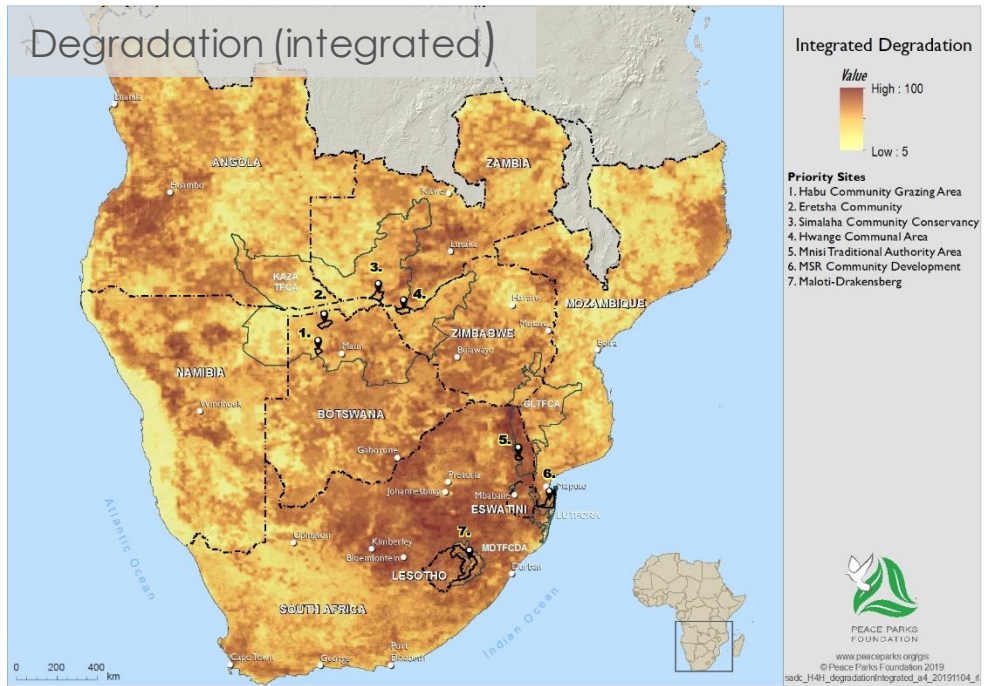 Degradation (integrated)
Luanda
ANGOLA
ZAMBIA
Huambo
Kitwe
Lusaka
KAZA
TFCA
3.
2.
4.
Harare
MOZAMBIQUE
ZIMBABWE
Mutare
1.
Maun
Bulawayo
Beira
NAMIBIA
Windhoek
BOTSWANA
GLTFCA
5.
Gaborone
Pretoria
6.
Johannesburg
Mbabane
Maputo
ESWATINI
LUTFCRA
Atlantic Ocean
Upington
Kimberley
7.
MDTFCDA
Bloemfontein
LESOTHO
Durban
SOUTH AFRICA
Indian Ocean
Port
Elizabeth
Cape Town
George
0 200 400
km
Integrated Degradation
Value
High : 100
Low : 5
Priority Sites
1. Habu Community Grazing Area
2. Eretsha Community
3. Simalaha Community Conservancy
4. Hwange Communal Area
5. Mnisi Traditional Authority Area
6. MSR Community Development
7. Maloti-Drakensberg
PEACE PARKS
FOUNDATION
www.peaceparks.org/gis
© Peace Parks Foundation 2019
sadc_H4H_degradationIntegrated_a4_20191104_rl